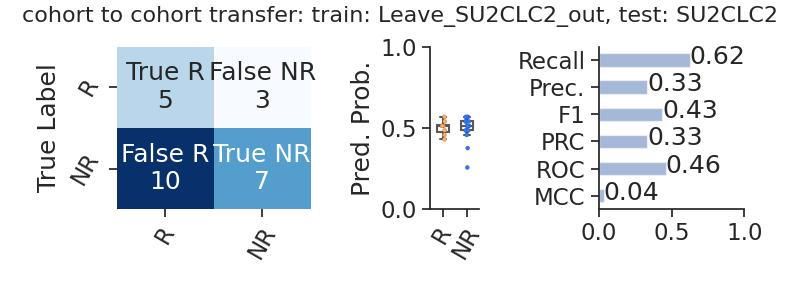 cohort to cohort transfer: train: Leave_SU2CLC2_out, test: SU2CLC2
True Label
R
NR
True R
5
False NR
3
False R
10
True NR
7
R
NR
Pred. Prob.
1.0
0.5
0.0
R
NR
Recall
Prec.
F1
PRC
ROC
MCC
0.62
0.33
0.43
0.33
0.46
0.04
0.0
0.5
1.0